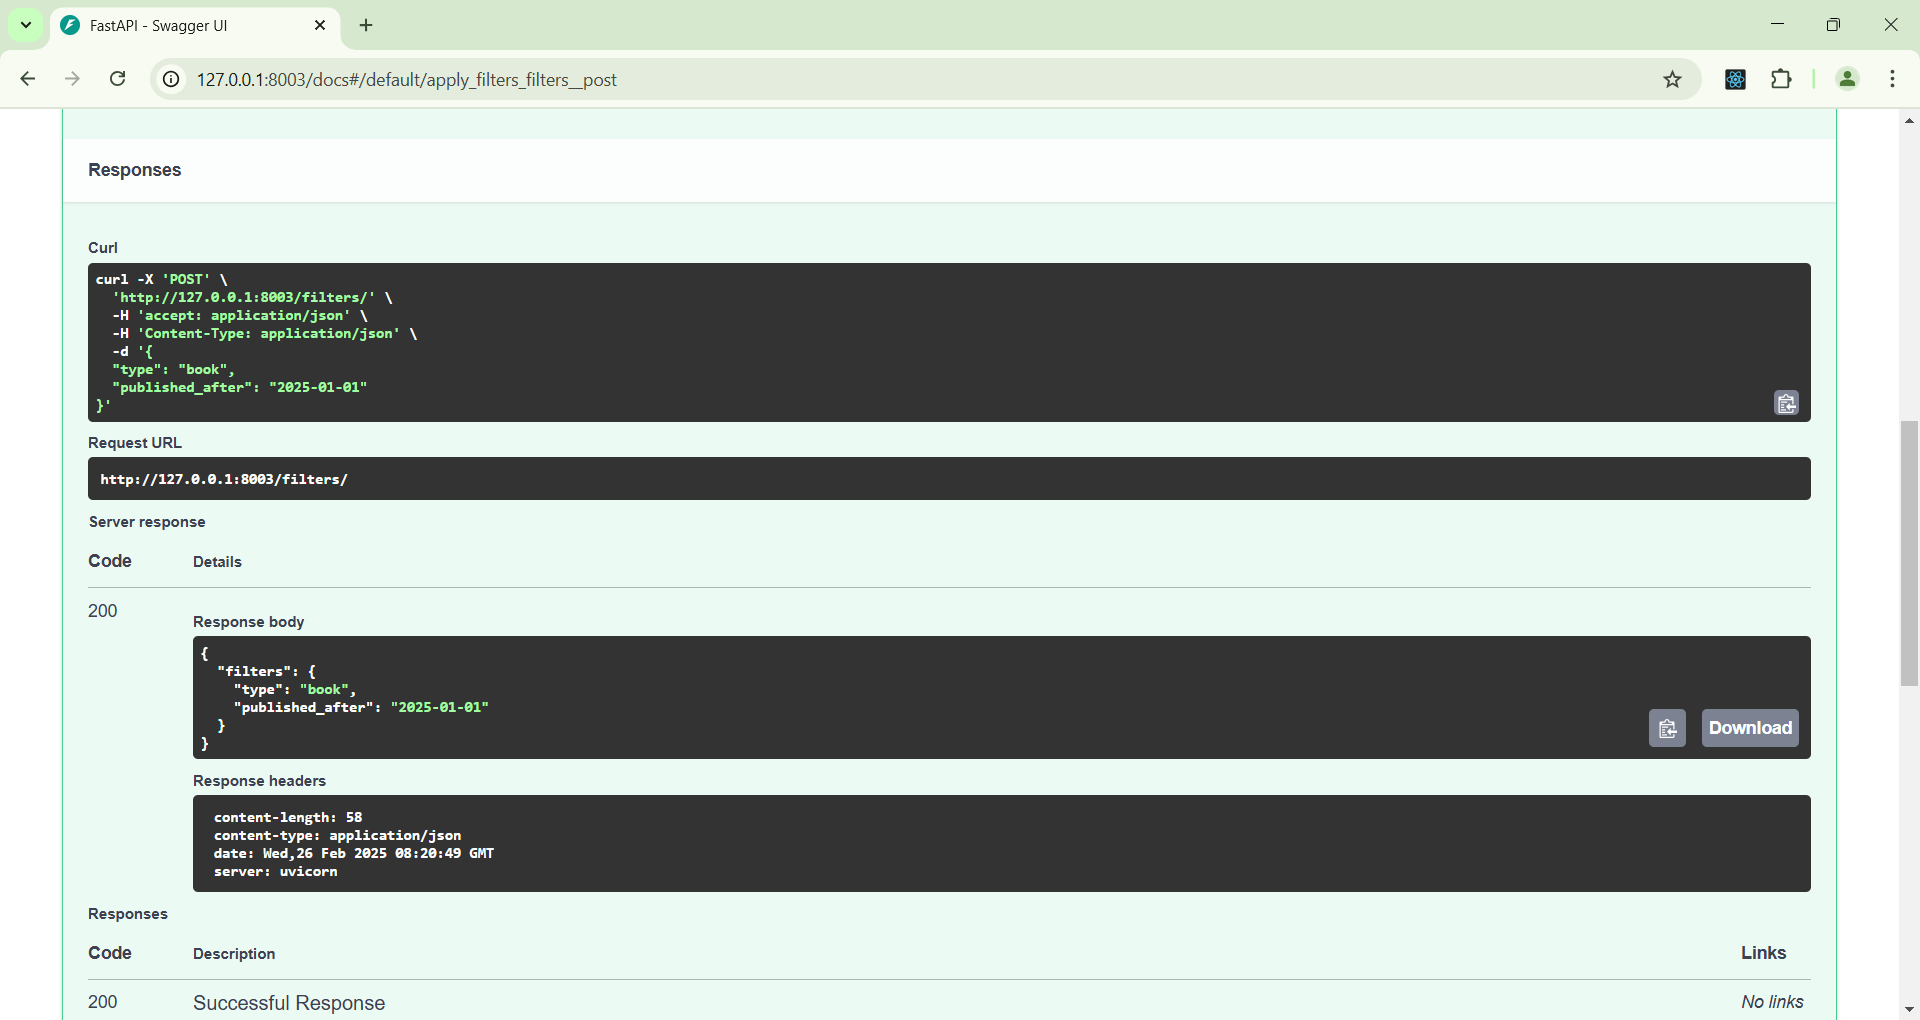 FastAPI - Swagger UI
127.0.0.1:8003/docs#/default/apply_filters_filters__post
Responses
Curl
curl -X 'POST' \
  'http://127.0.0.1:8003/filters/' \
  -H 'accept: application/json' \
  -H 'Content-Type: application/json' \
  -d '{
  "type": "book",
  "published_after": "2025-01-01"
}'
Request URL
http://127.0.0.1:8003/filters/
Server response
Code Details
200
Response body
{
  "filters": {
    "type": "book",
    "published_after": "2025-01-01"
  }
}
Download
Response headers
content-length: 58
content-type: application/json
date: Wed,26 Feb 2025 08:20:49 GMT
server: uvicorn
Responses
Code Description Links
200 Successful Response No links